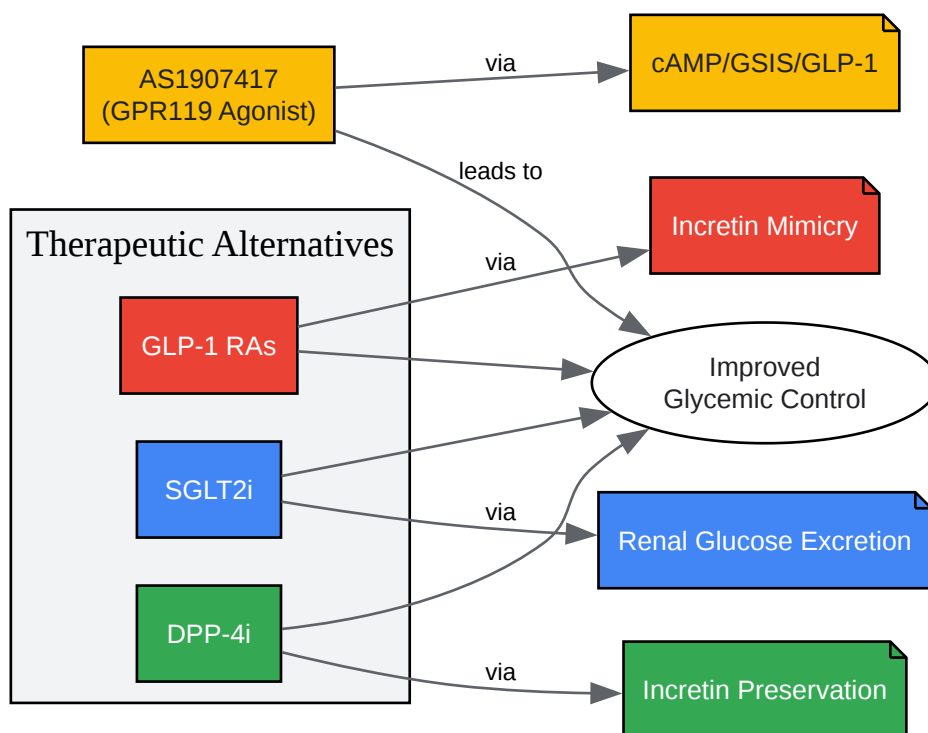 AS1907417
(GPR119 Agonist)
via
cAMP/GSIS/GLP-1
leads to
Therapeutic Alternatives
GLP-1 RAs
via
Incretin Mimicry
Improved
Glycemic Control
SGLT2i
via
Renal Glucose Excretion
DPP-4i
via
Incretin Preservation